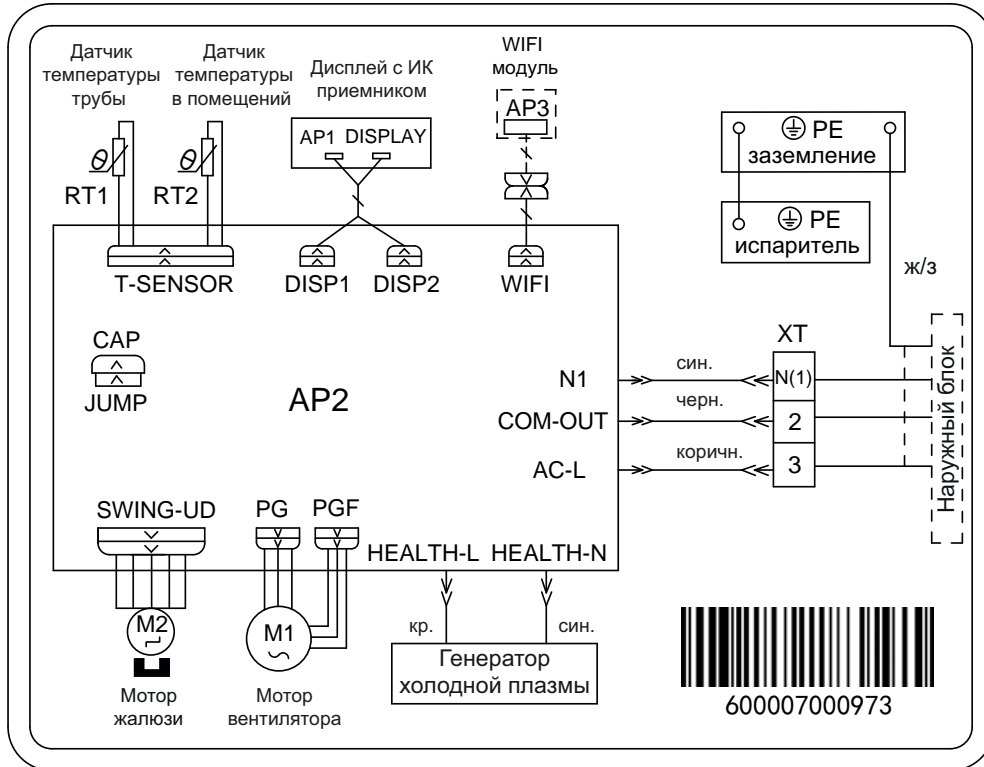 Датчик
температуры
трубы
Датчик
температуры
в помещений
Дисплей с ИК
приемником
WIFI
модуль
AP1 DISPLAY
AP3
PE
заземление
θ
RT1
θ
RT2
PE
испаритель
T-SENSOR
DISP1
DISP2
WIFI
ж/з
CAP
JUMP
AP2
XT
N1
син.
N(1)
COM-OUT
черн.
2
AC-L
коричн.
3
Наружный блок
SWING-UD
PG
PGF
HEALTH-L
HEALTH-N
M2
M1
кр.
син.
Генератор
холодной плазмы
Мотор
жалюзи
Мотор
вентилятора
600007000973